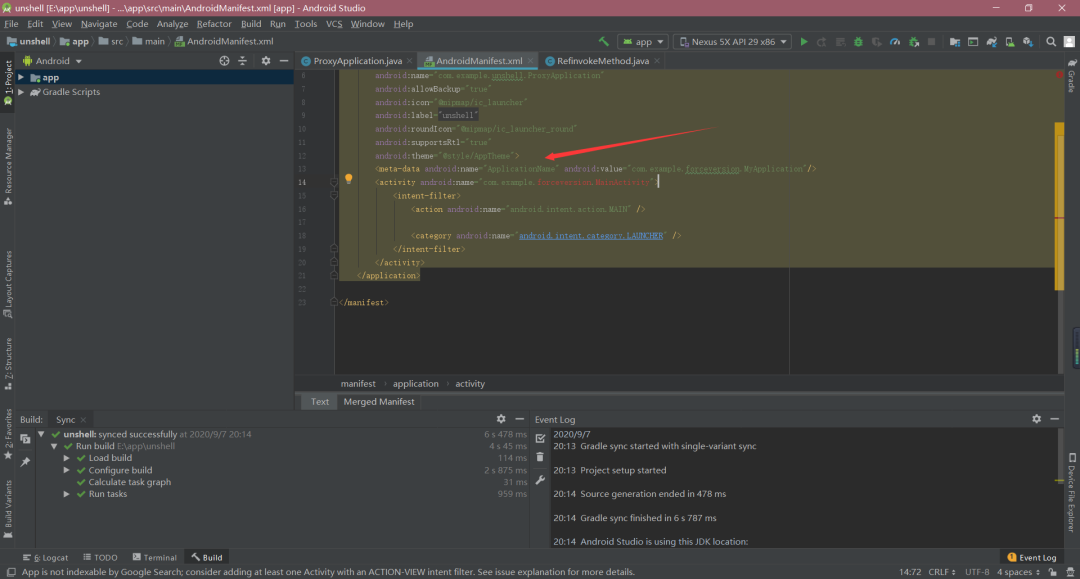 unshell [E:\app\unshell] - ...\app\src\main\AndroidManifest.xml [app] - Android Studio
File Edit View Navigate Code Analyze Refactor Build Run Tools VCS Window Help
unshell app src main AndroidManifest.xml app Nexus 5X API 29 x86
Android ProxyApplication.java AndroidManifest.xml RefinvokeMethod.java
app
Gradle Scripts
1: Project
Resource Manager
Layout Captures
Z: Structure
2: Favorites
Build Variants
Gradle
Device File Explorer
6 android:name="com.example.unshell.ProxyApplication"
7 android:allowBackup="true"
8 android:icon="@mipmap/ic_launcher"
9 android:label="unshell"
10 android:roundIcon="@mipmap/ic_launcher_round"
11 android:supportsRtl="true"
12 android:theme="@style/AppTheme">
13 <meta-data android:name="ApplicationName" android:value="com.example.forceversion.MyApplication"/>
14 <activity android:name="com.example.forceversion.MainActivity">
15 <intent-filter>
16 <action android:name="android.intent.action.MAIN" />
17
18 <category android:name="android.intent.category.LAUNCHER" />
19 </intent-filter>
20 </activity>
21 </application>
22
23 </manifest>
manifest application activity
Text Merged Manifest
Build: Sync
unshell: synced successfully at 2020/9/7 20:14 6 s 478 ms
Run build E:\app\unshell 4 s 45 ms
Load build 114 ms
Configure build 2 s 875 ms
Calculate task graph 31 ms
Run tasks 959 ms
Event Log
2020/9/7
20:13 Gradle sync started with single-variant sync
20:13 Project setup started
20:14 Source generation ended in 478 ms
20:14 Gradle sync finished in 6 s 787 ms
20:14 Android Studio is using this JDK location:
6: Logcat TODO Terminal Build 1 Event Log
App is not indexable by Google Search; consider adding at least one Activity with an ACTION-VIEW intent filter. See issue explanation for more details. 14:72 CRLF UTF-8 4 spaces